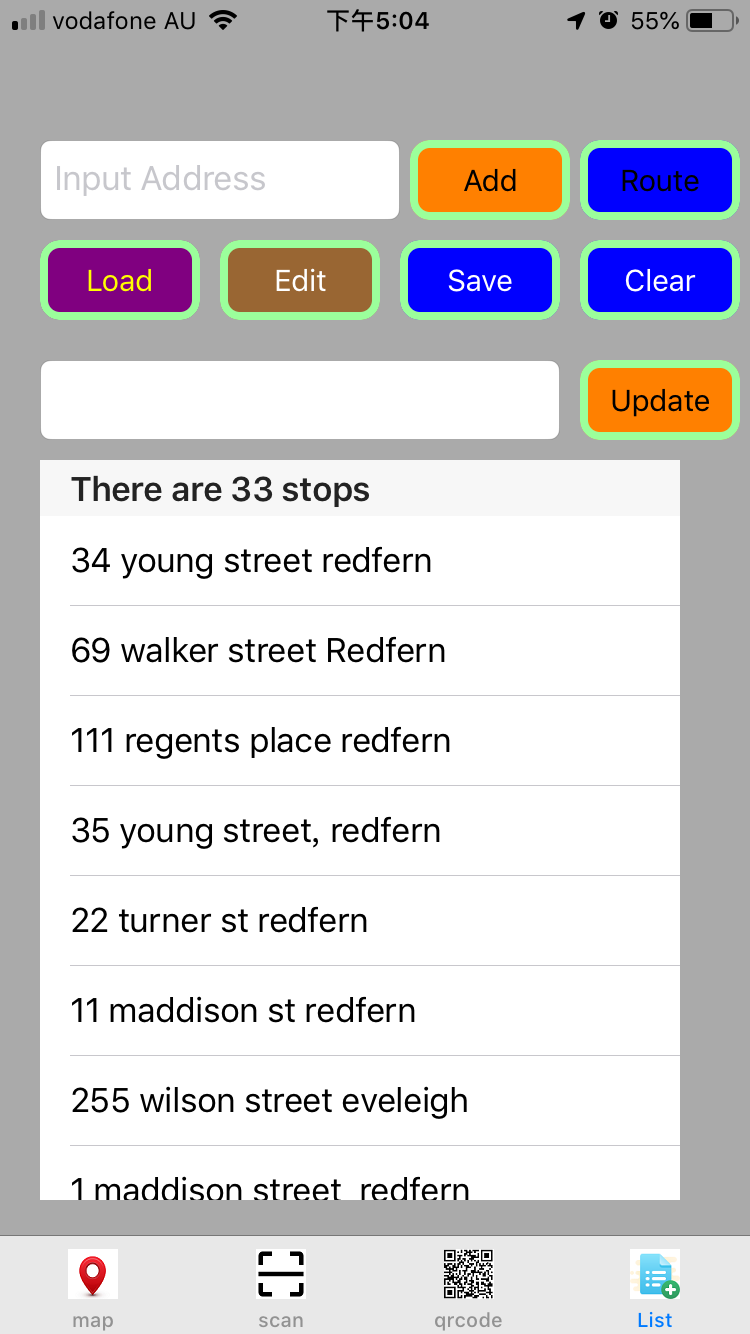 vodafone AU 下午5:04 55%
Input Address Add Route
Load Edit Save Clear
Update
There are 33 stops
34 young street redfern
69 walker street Redfern
111 regents place redfern
35 young street, redfern
22 turner st redfern
11 maddison st redfern
255 wilson street eveleigh
1 maddison street redfern
map scan qrcode List